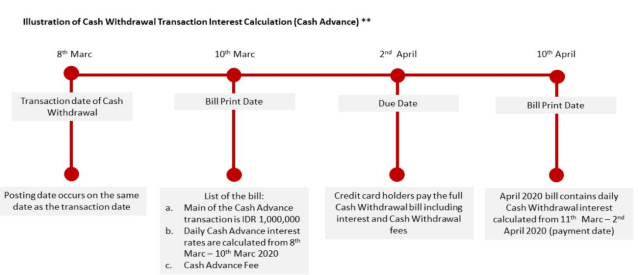 Illustration of Cash Withdrawal Transaction Interest Calculation (Cash Advance) **
8th Marc
10th Marc
2nd April
10th April
Transaction date of Cash
Withdrawal
Bill Print Date
Due Date
Bill Print Date
Posting date occurs on the same
date as the transaction date
List of the bill:
a. Main of the Cash Advance
transaction is IDR 1,000,000
b. Daily Cash Advance interest
rates are calculated from 8th
Marc – 10th Marc 2020
c. Cash Advance Fee
Credit card holders pay the full
Cash Withdrawal bill including
interest and Cash Withdrawal
fees
April 2020 bill contains daily
Cash Withdrawal interest
calculated from 11th Marc – 2nd
April 2020 (payment date)